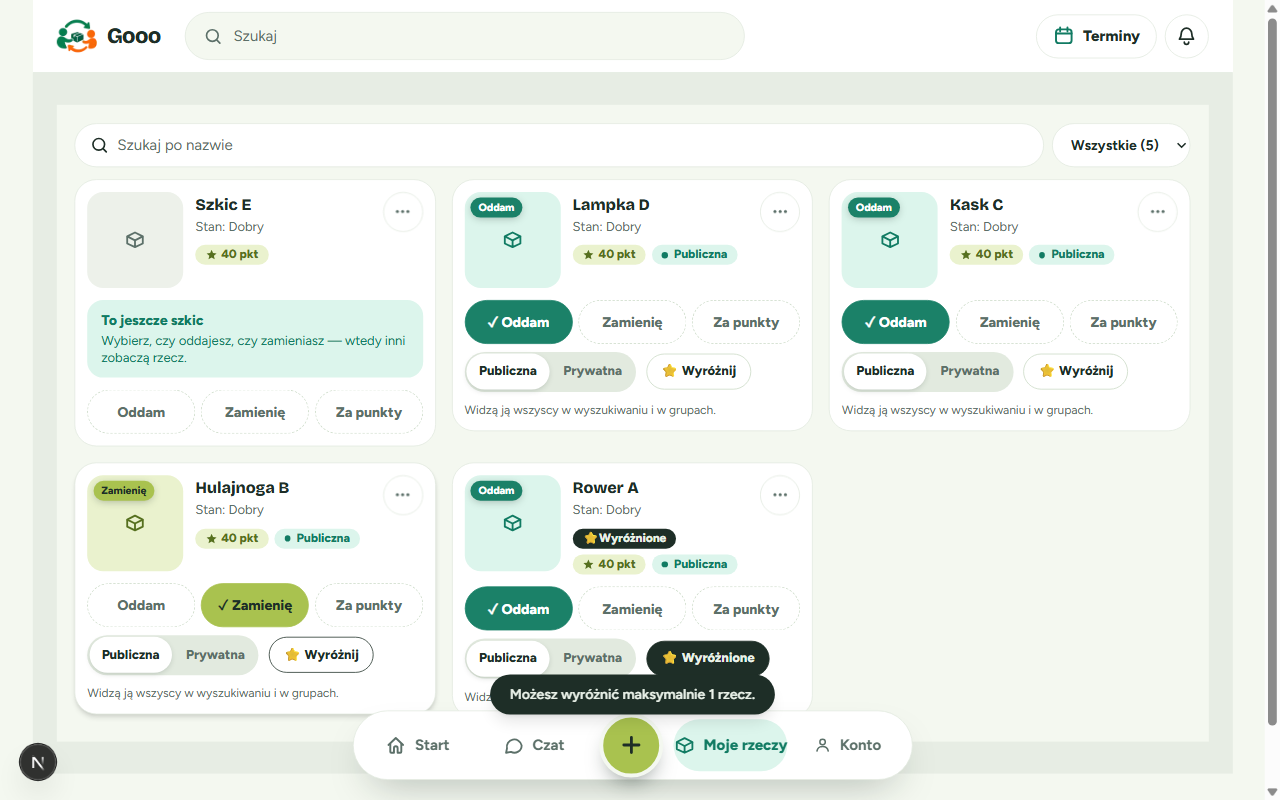 Gooo
Szukaj
Terminy
Szukaj po nazwie
Wszystkie (5)
Szkic E
Stan: Dobry
40 pkt
To jeszcze szkic
Wybierz, czy oddajesz, czy zamieniasz — wtedy inni
zobaczą rzecz.
Oddam
Zamienię
Za punkty
Oddam
Lampka D
Stan: Dobry
40 pkt
Publiczna
✓ Oddam
Zamienię
Za punkty
Publiczna
Prywatna
Wyróżnij
Widzą ją wszyscy w wyszukiwaniu i w grupach.
Oddam
Kask C
Stan: Dobry
40 pkt
Publiczna
✓ Oddam
Zamienię
Za punkty
Publiczna
Prywatna
Wyróżnij
Widzą ją wszyscy w wyszukiwaniu i w grupach.
Zamienię
Hulajnoga B
Stan: Dobry
40 pkt
Publiczna
Oddam
✓ Zamienię
Za punkty
Publiczna
Prywatna
Wyróżnij
Widzą ją wszyscy w wyszukiwaniu i w grupach.
Oddam
Rower A
Stan: Dobry
Wyróżnione
40 pkt
Publiczna
✓ Oddam
Zamienię
Za punkty
Publiczna
Prywatna
Wyróżnione
Możesz wyróżnić maksymalnie 1 rzecz.
Start
Czat
Moje rzeczy
Konto
N